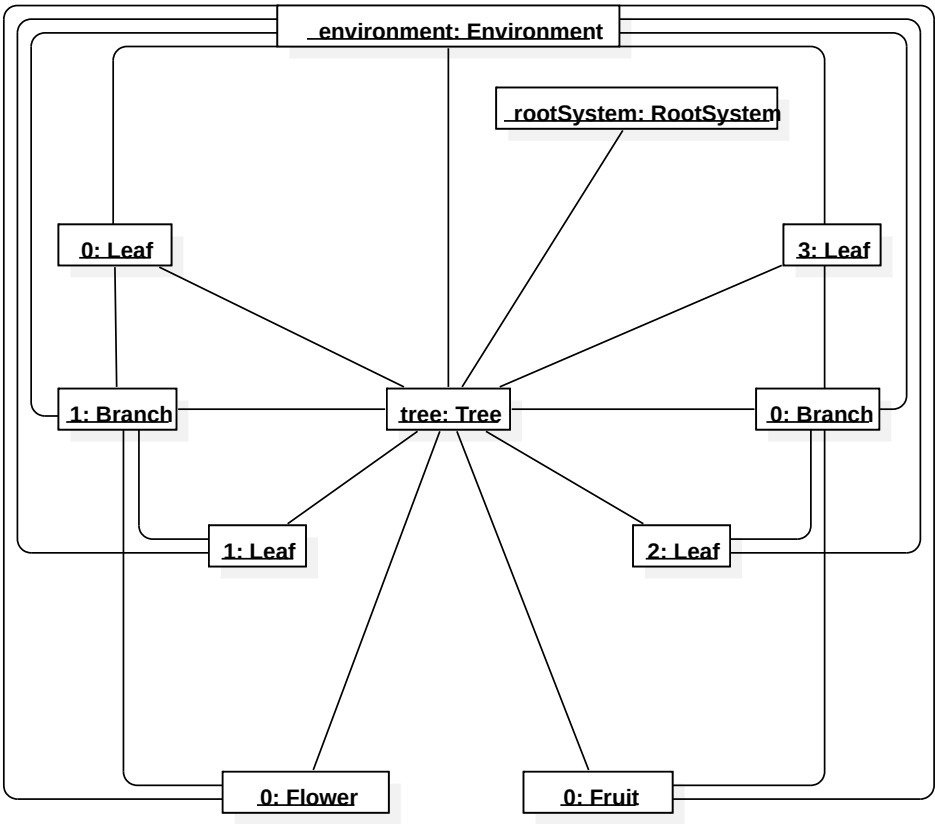 environment: Environment
rootSystem: RootSystem
0: Leaf
3: Leaf
1: Branch
tree: Tree
0: Branch
1: Leaf
2: Leaf
0: Flower
0: Fruit